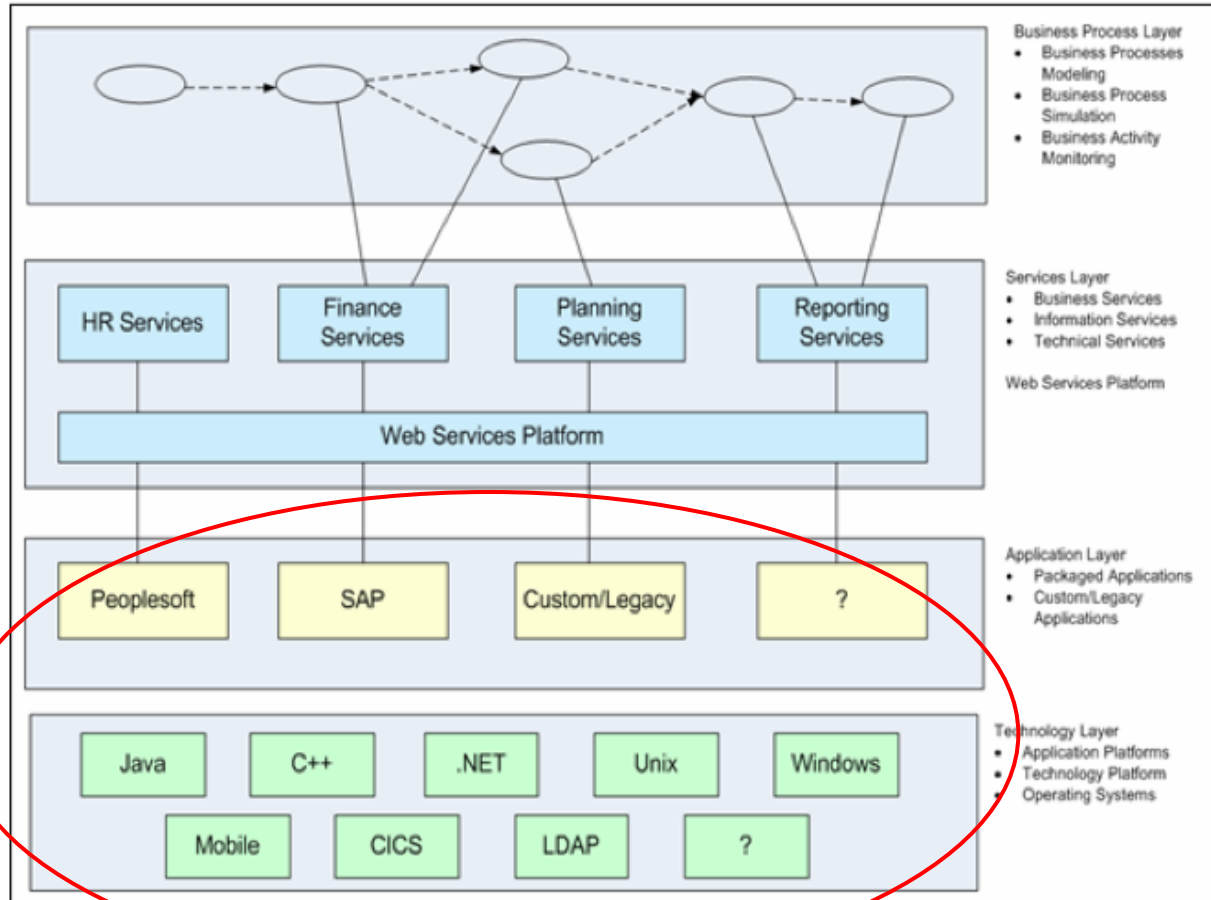 Business Process Layer
• Business Processes
Modeling
• Business Process
Simulation
• Business Activity
Monitoring
HR Services
Finance
Services
Planning
Services
Reporting
Services
Web Services Platform
Services Layer
• Business Services
• Information Services
• Technical Services
Web Services Platform
Peoplesoft
SAP
Custom/Legacy
?
Application Layer
• Packaged Applications
• Custom/Legacy
Applications
Java
C++
.NET
Unix
Windows
Mobile
CICS
LDAP
?
Technology Layer
• Application Platforms
• Technology Platform
• Operating Systems